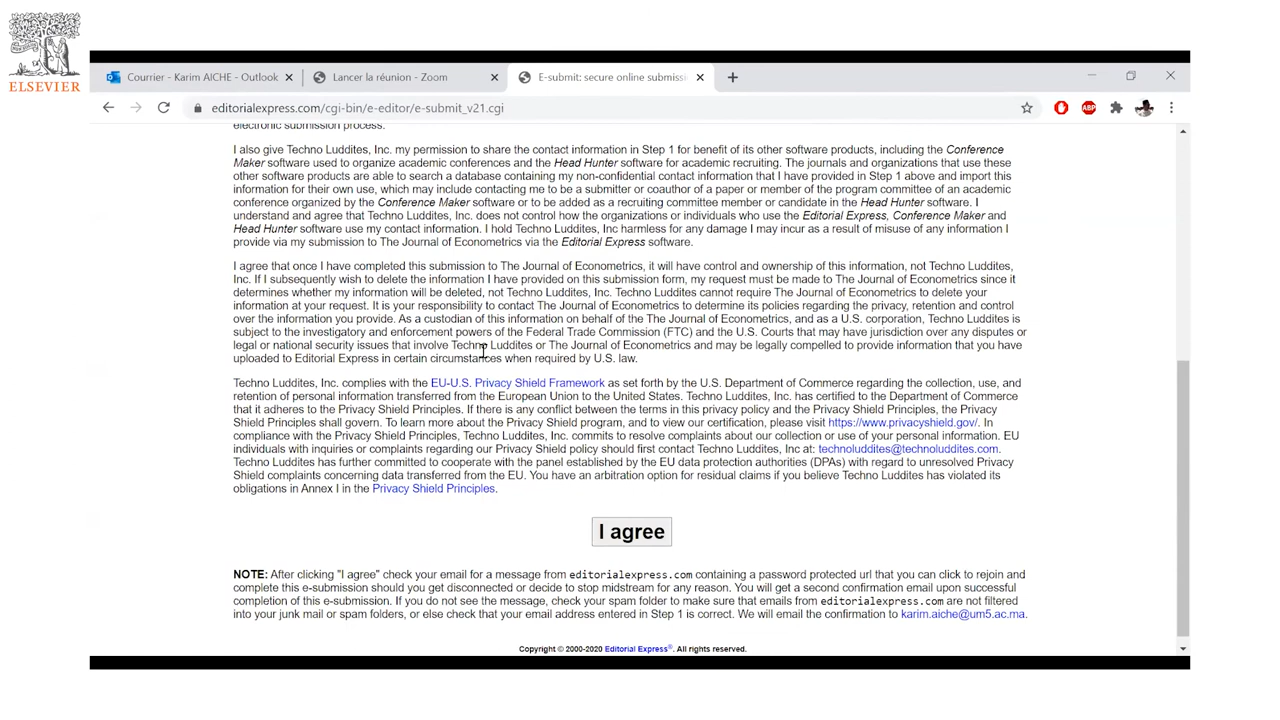 ELSEVIER
Courrier - Karim AICHE - Outlook
Lancer la réunion - Zoom
E-submit: secure online submissi
editorialexpress.com/cgi-bin/e-editor/e-submit_v21.cgi
ABP
electronic submission process.
I also give Techno Luddites, Inc. my permission to share the contact information in Step 1 for benefit of its other software products, including the Conference
Maker software used to organize academic conferences and the Head Hunter software for academic recruiting. The journals and organizations that use these
other software products are able to search a database containing my non-confidential contact information that I have provided in Step 1 above and import this
information for their own use, which may include contacting me to be a submitter or coauthor of a paper or member of the program committee of an academic
conference organized by the Conference Maker software or to be added as a recruiting committee member or candidate in the Head Hunter software. I
understand and agree that Techno Luddites, Inc. does not control how the organizations or individuals who use the Editorial Express, Conference Maker and
Head Hunter software use my contact information. I hold Techno Luddites, Inc harmless for any damage I may incur as a result of misuse of any information I
provide via my submission to The Journal of Econometrics via the Editorial Express software.
I agree that once I have completed this submission to The Journal of Econometrics, it will have control and ownership of this information, not Techno Luddites,
Inc. If I subsequently wish to delete the information I have provided on this submission form, my request must be made to The Journal of Econometrics since it
determines whether my information will be deleted, not Techno Luddites, Inc. Techno Luddites cannot require The Journal of Econometrics to delete your
information at your request. It is your responsibility to contact The Journal of Econometrics to determine its policies regarding the privacy, retention and control
over the information you provide. As a custodian of this information on behalf of the The Journal of Econometrics, and as a U.S. corporation, Techno Luddites is
subject to the investigatory and enforcement powers of the Federal Trade Commission (FTC) and the U.S. Courts that may have jurisdiction over any disputes or
legal or national security issues that involve Techno Luddites or The Journal of Econometrics and may be legally compelled to provide information that you have
uploaded to Editorial Express in certain circumstances when required by U.S. law.
Techno Luddites, Inc. complies with the EU-U.S. Privacy Shield Framework as set forth by the U.S. Department of Commerce regarding the collection, use, and
retention of personal information transferred from the European Union to the United States. Techno Luddites, Inc. has certified to the Department of Commerce
that it adheres to the Privacy Shield Principles. If there is any conflict between the terms in this privacy policy and the Privacy Shield Principles, the Privacy
Shield Principles shall govern. To learn more about the Privacy Shield program, and to view our certification, please visit https://www.privacyshield.gov/. In
compliance with the Privacy Shield Principles, Techno Luddites, Inc. commits to resolve complaints about our collection or use of your personal information. EU
individuals with inquiries or complaints regarding our Privacy Shield policy should first contact Techno Luddites, Inc at: technoluddites@technoluddites.com.
Techno Luddites has further committed to cooperate with the panel established by the EU data protection authorities (DPAs) with regard to unresolved Privacy
Shield complaints concerning data transferred from the EU. You have an arbitration option for residual claims if you believe Techno Luddites has violated its
obligations in Annex I in the Privacy Shield Principles.
I agree
NOTE: After clicking "I agree" check your email for a message from editorialexpress.com containing a password protected url that you can click to rejoin and
complete this e-submission should you get disconnected or decide to stop midstream for any reason. You will get a second confirmation email upon successful
completion of this e-submission. If you do not see the message, check your spam folder to make sure that emails from editorialexpress.com are not filtered
into your junk mail or spam folders, or else check that your email address entered in Step 1 is correct. We will email the confirmation to karim.aiche@um5.ac.ma.
Copyright © 2000-2020 Editorial Express®. All rights reserved.